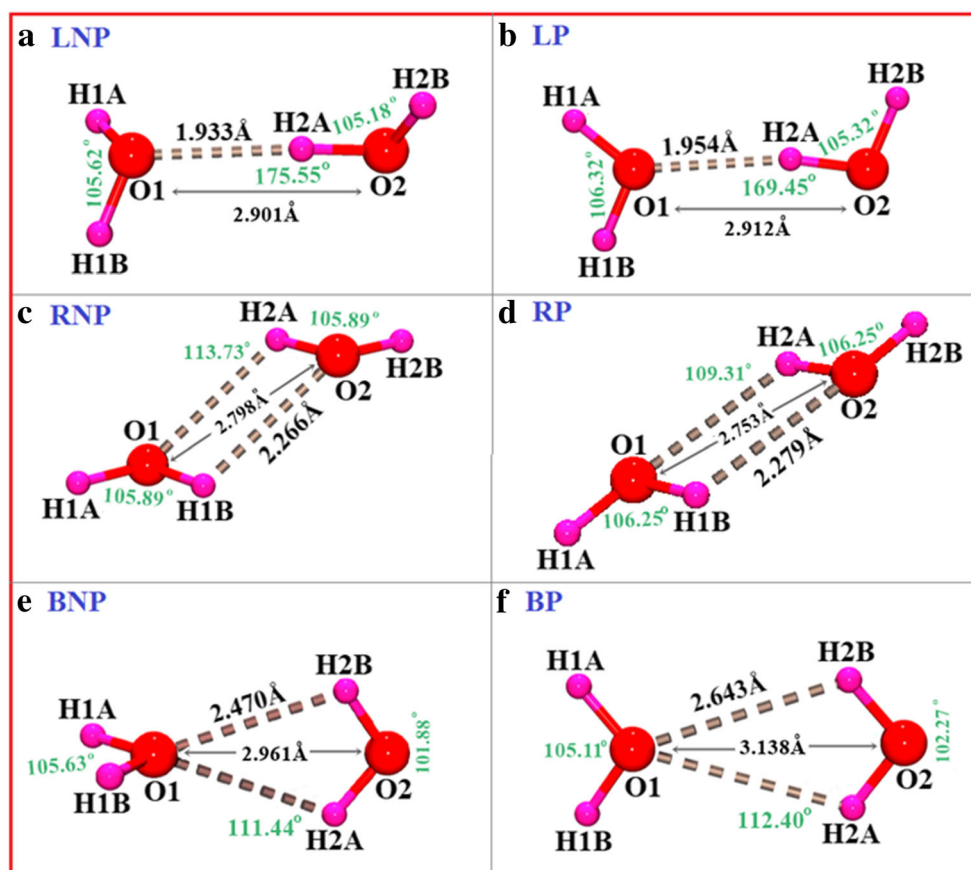 a LNP
H1A
1.933Å
H2A
105.18°
H2B
105.62°
O1
175.55°
O2
2.901Å
H1B
b LP
H1A
1.954Å
H2A
105.32°
H2B
106.32°
O1
169.45°
O2
2.912Å
H1B
c RNP
H2A
105.89°
113.73°
H2B
O2
2.798Å
2.266Å
O1
H1A
105.89°
H1B
d RP
H2A
106.25°
H2B
109.31°
O2
2.753Å
2.279Å
O1
H1B
106.25°
H1A
e BNP
H2B
2.470Å
H1A
105.63°
2.961Å
101.88°
H1B
O1
O2
111.44°
H2A
f BP
H1A
2.643Å
H2B
105.11°
3.138Å
102.27°
O1
O2
H1B
112.40°
H2A